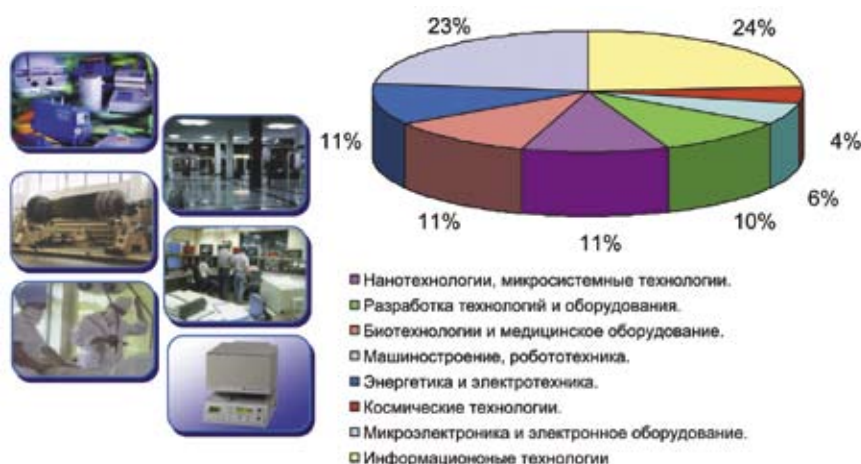 23%
24%
11%
4%
6%
11%
10%
11%
Нанотехнологии, микросистемные технологии.
Разработка технологий и оборудования.
Биотехнологии и медицинское оборудование.
Машиностроение, робототехника.
Энергетика и электротехника.
Космические технологии.
Микроэлектроника и электронное оборудование.
Информациононые технологии